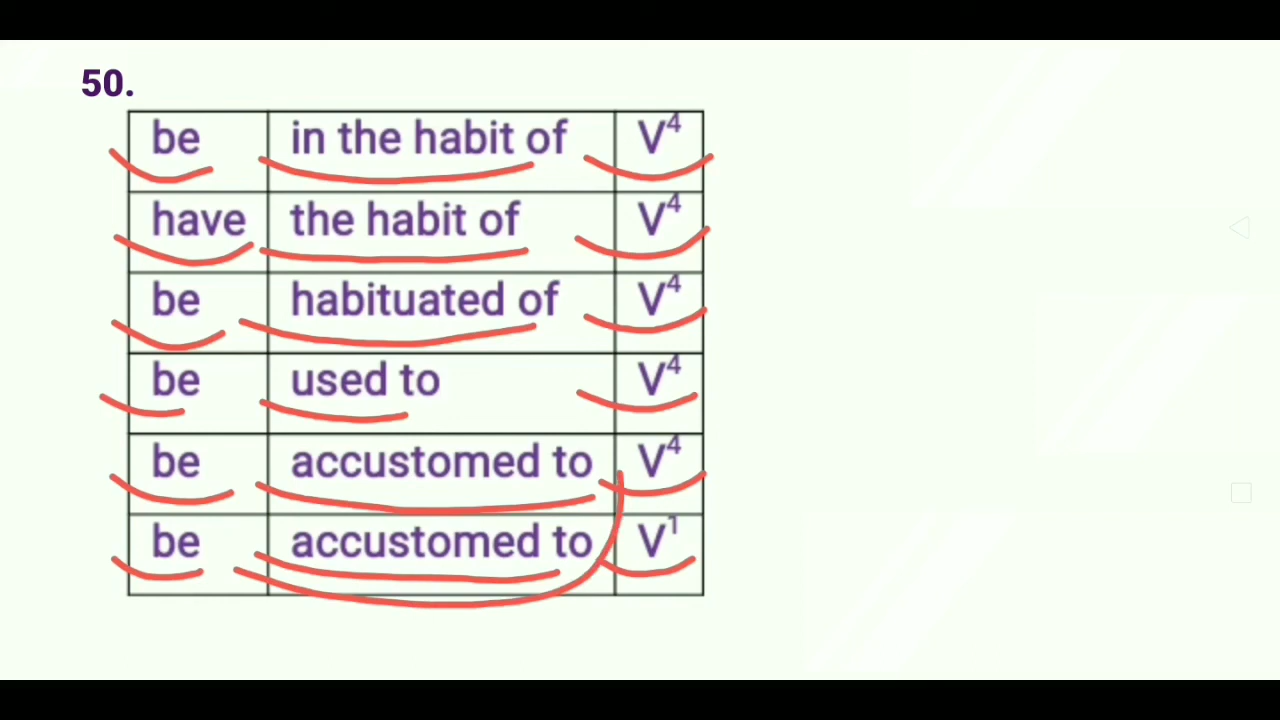 50.
be in the habit of V⁴
have the habit of V⁴
be habituated of V⁴
be used to V⁴
be accustomed to V⁴
be accustomed to V¹